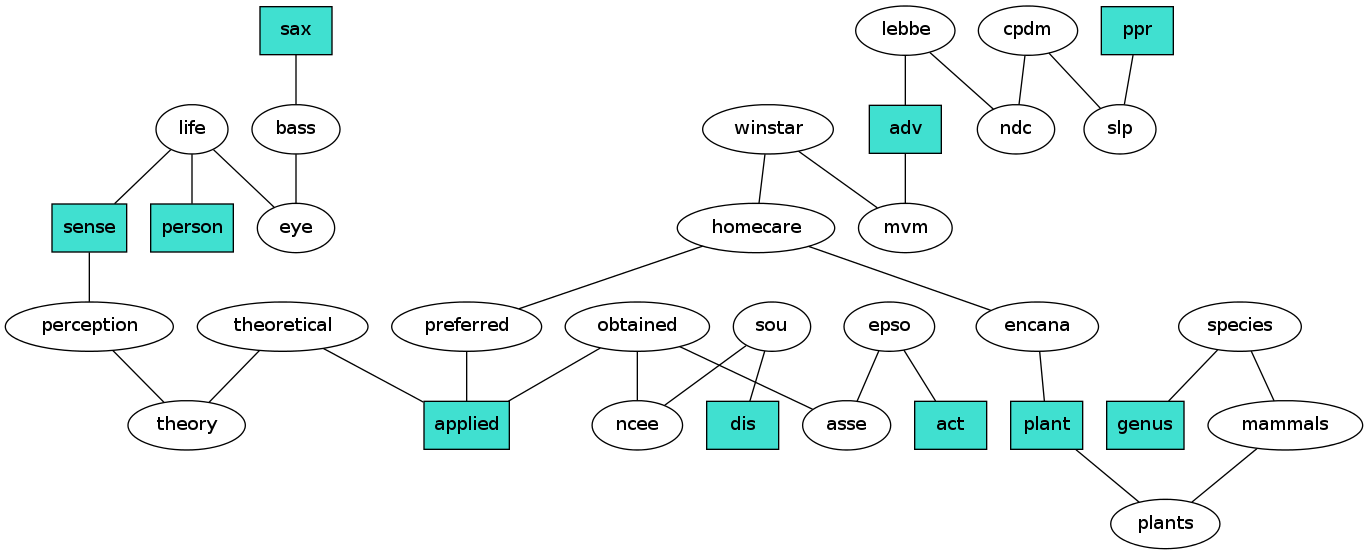 sax
lebbe
cpdm
ppr
life
bass
winstar
adv
ndc
slp
sense
person
eye
homecare
mvm
perception
theoretical
preferred
obtained
sou
epso
encana
species
theory
applied
ncee
dis
asse
act
plant
genus
mammals
plants